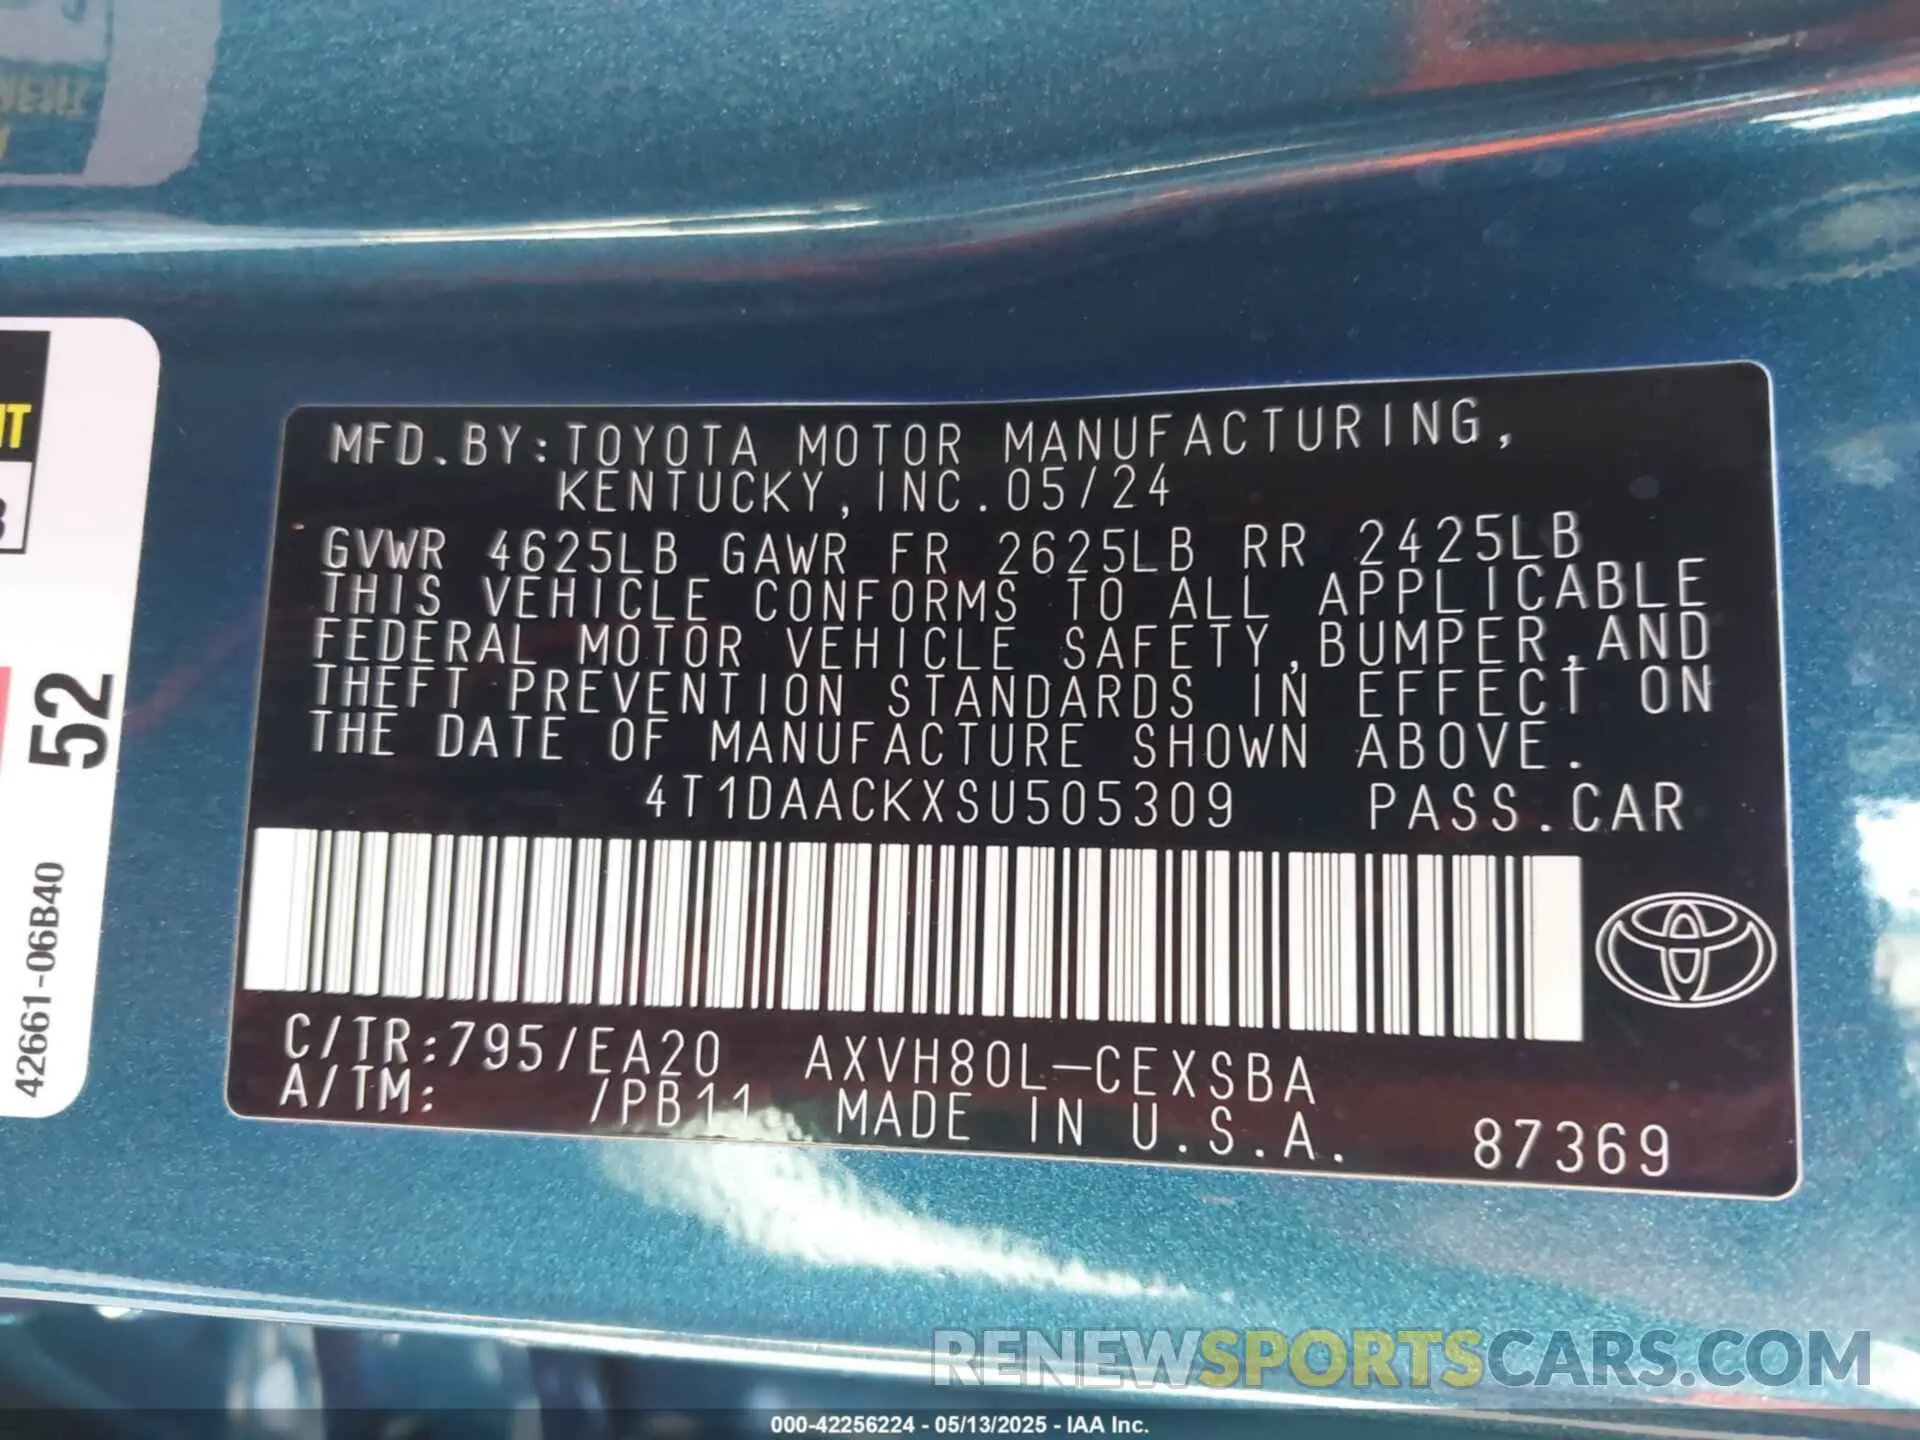 MFD.BY:TOYOTA MOTOR MANUFACTURING,
KENTUCKY,INC.05/24
GVWR 4625LB GAWR FR 2625LB RR 2425LB
THIS VEHICLE CONFORMS TO ALL APPLICABLE
FEDERAL MOTOR VEHICLE SAFETY,BUMPER,AND
THEFT PREVENTION STANDARDS IN EFFECT ON
THE DATE OF MANUFACTURE SHOWN ABOVE.
4T1DAACKXSU505309 PASS.CAR
C/TR:795/EA20 AXVH80L-CEXSBA
A/TM: /PB11 MADE IN U.S.A. 87369
52
42661-06B40
RENEWSPORTSCARS.COM
000-42256224 - 05/13/2025 - IAA Inc.